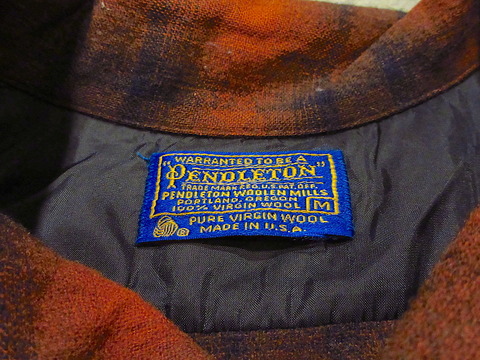 "WARRANTED TO BE A
PENDLETON"
TRADE MARK REG. U.S. PAT. OFF.
PENDLETON WOOLEN MILLS
PORTLAND, OREGON
100% VIRGIN WOOL M
® PURE VIRGIN WOOL
MADE IN U.S.A.